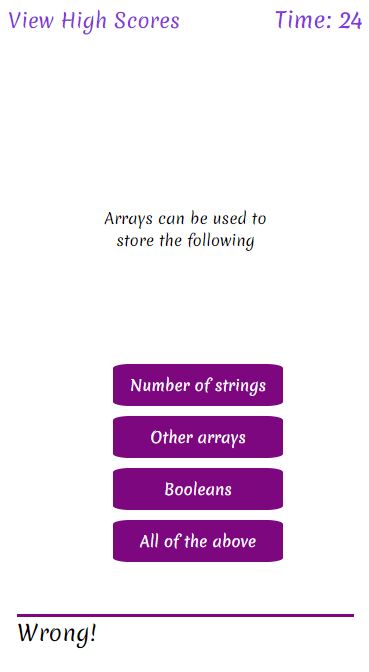 View High Scores
Time: 24
Arrays can be used to
store the following
Number of strings
Other arrays
Booleans
All of the above
Wrong!